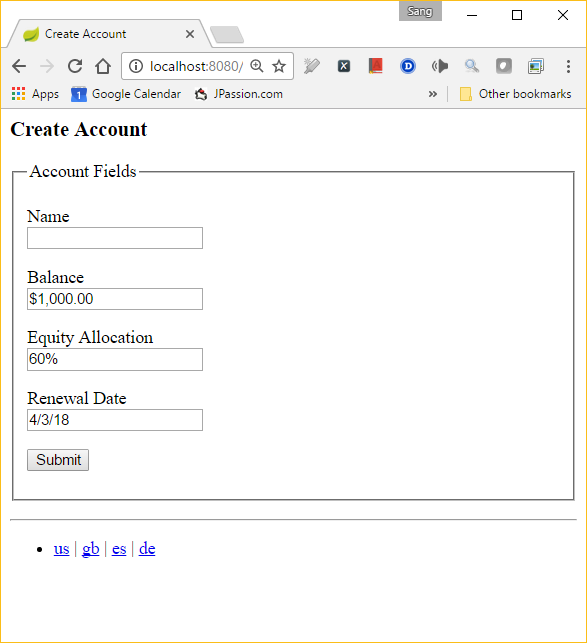 Sang
Create Account
localhost:8080/
Apps
1 Google Calendar
JPassion.com
»
Other bookmarks
Create Account
Account Fields
Name
Balance
$1,000.00
Equity Allocation
60%
Renewal Date
4/3/18
Submit
• us | gb | es | de